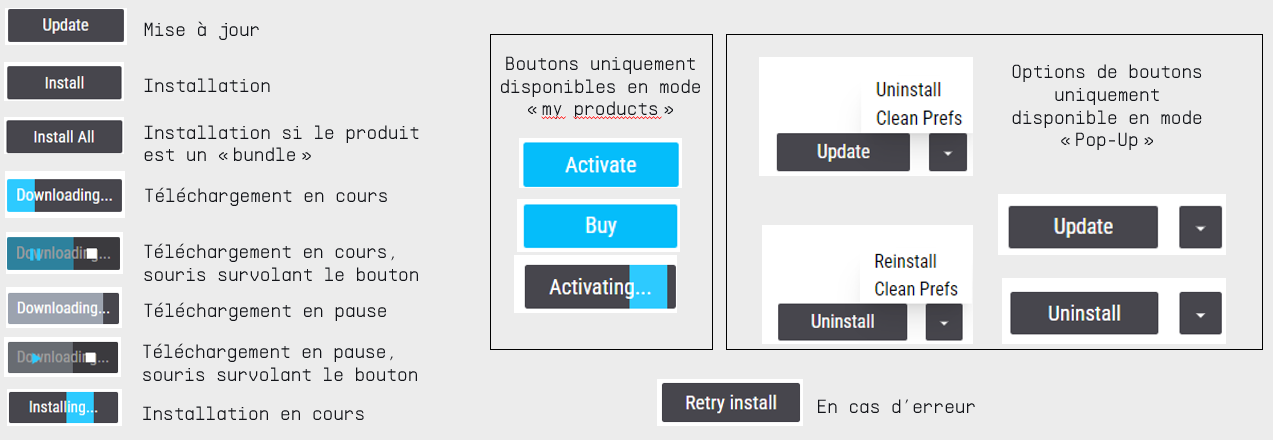 Update
Mise à jour
Install
Installation
Install All
Installation si le produit
est un « bundle »
Downloading...
Téléchargement en cours
Downloading...
Téléchargement en cours,
souris survolant le bouton
Downloading...
Téléchargement en pause
Downloading...
Téléchargement en pause,
souris survolant le bouton
Installing...
Installation en cours
Boutons uniquement
disponibles en mode
« my products »
Activate
Buy
Activating...
Uninstall
Clean Prefs
Update
Reinstall
Clean Prefs
Uninstall
Options de boutons
uniquement
disponible en mode
« Pop-Up »
Update
Uninstall
Retry install
En cas d'erreur